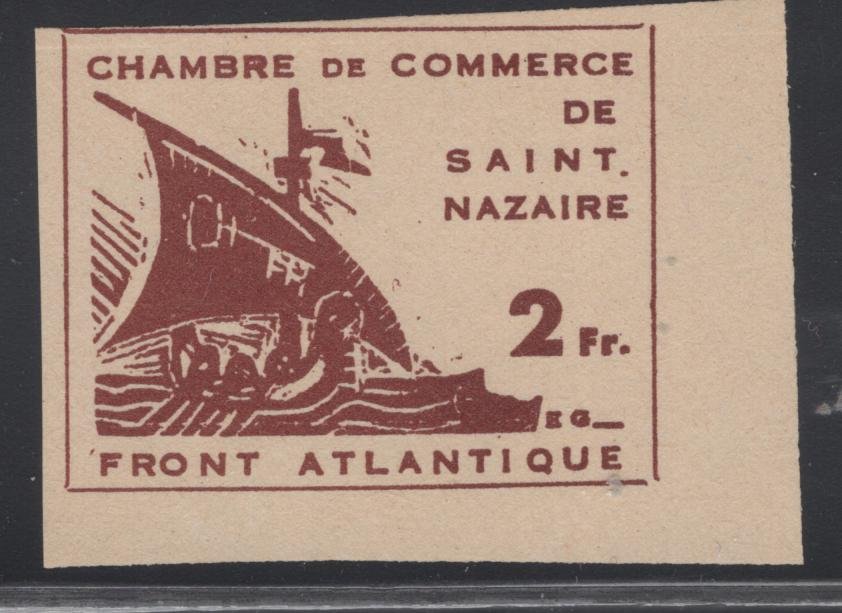 CHAMBRE DE COMMERCE
DE
SAINT.
NAZAIRE
2 Fr.
EG
FRONT ATLANTIQUE